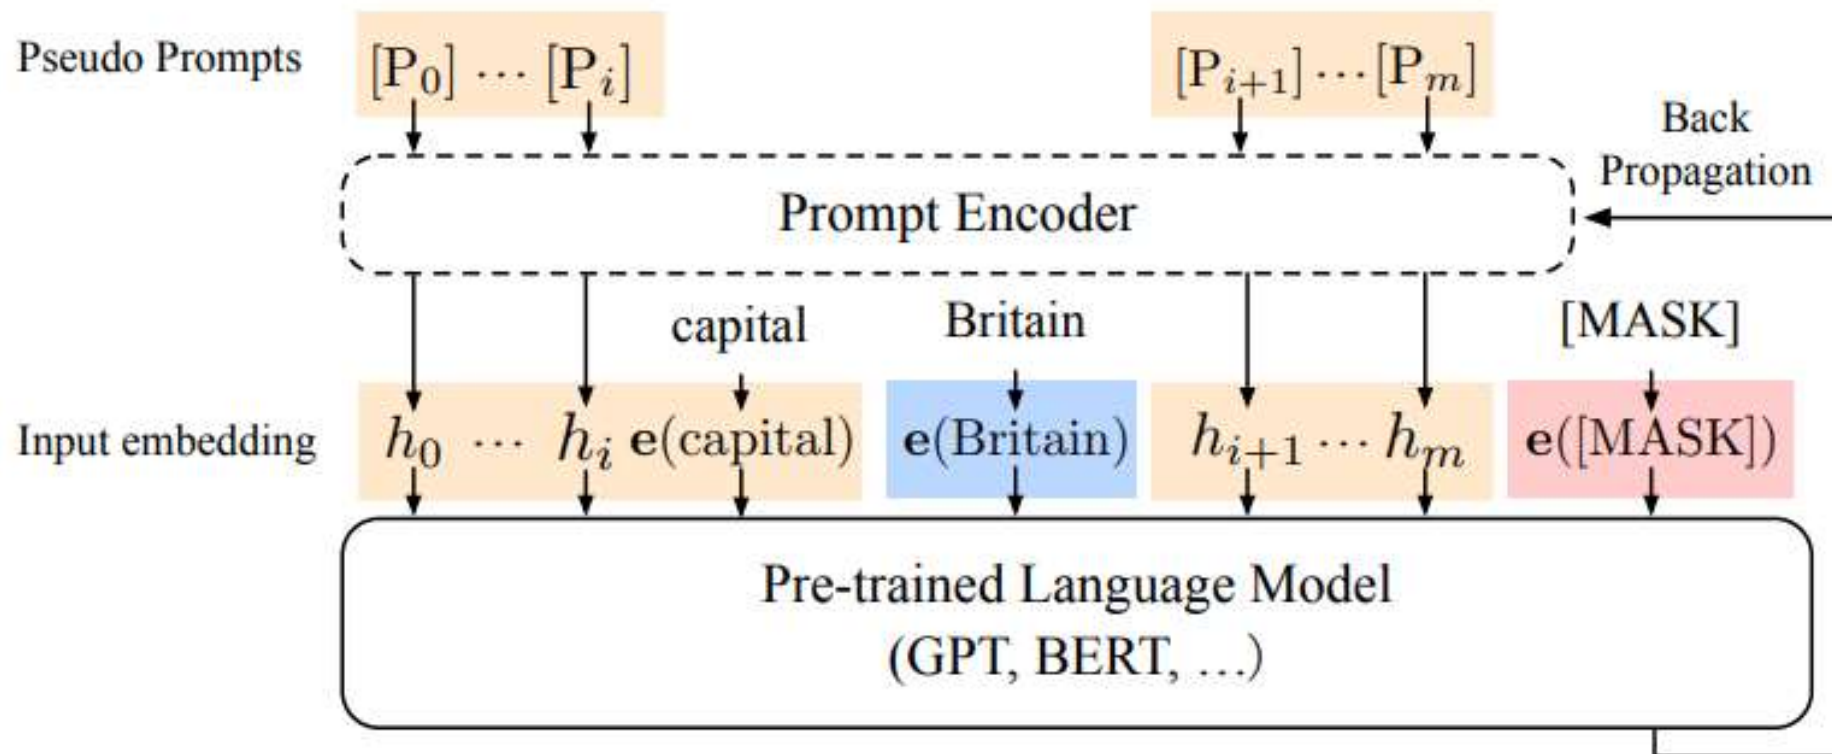 Pseudo Prompts [P₀] ⋯ [Pᵢ] [Pᵢ₊₁] ⋯ [Pₘ]
Back
Propagation
Prompt Encoder
capital Britain [MASK]
Input embedding h₀ ⋯ hᵢ e(capital) e(Britain) hᵢ₊₁ ⋯ hₘ e([MASK])
Pre-trained Language Model
(GPT, BERT, …)